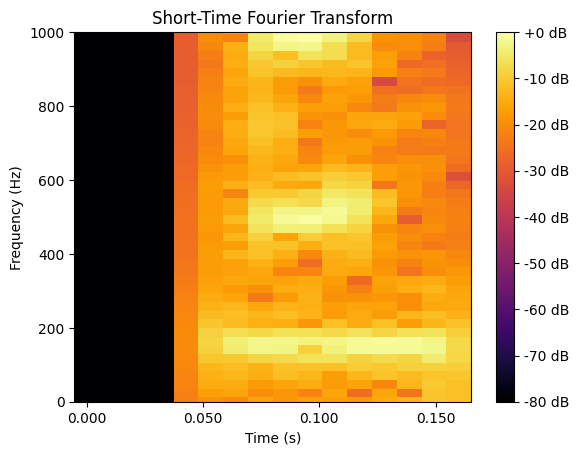 Short-Time Fourier Transform
1000
800
600
400
200
0
Frequency (Hz)
0.000
0.050
0.100
0.150
Time (s)
+0 dB
-10 dB
-20 dB
-30 dB
-40 dB
-50 dB
-60 dB
-70 dB
-80 dB